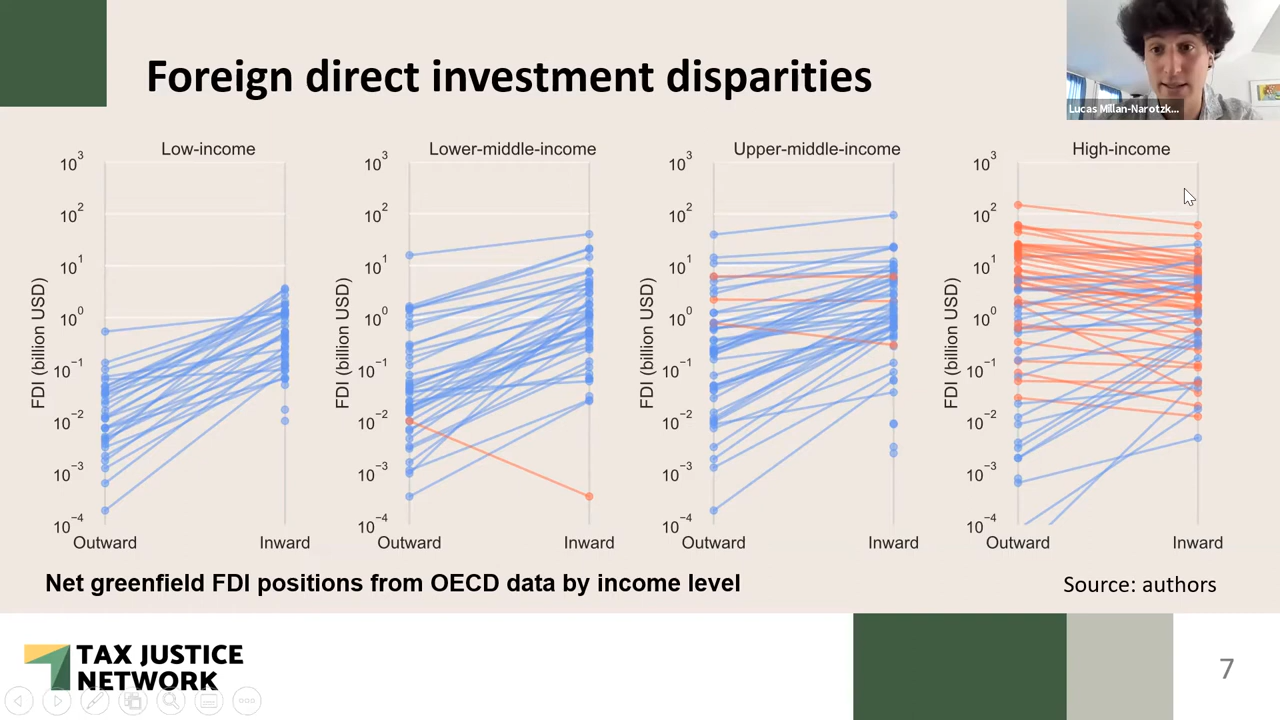 Foreign direct investment disparities
Lucas Millan-Narotzk...
Low-income
Lower-middle-income
Upper-middle-income
High-income
FDI (billion USD)
10³
10²
10¹
10⁰
10⁻¹
10⁻²
10⁻³
10⁻⁴
Outward Inward
FDI (billion USD)
10³
10²
10¹
10⁰
10⁻¹
10⁻²
10⁻³
10⁻⁴
Outward Inward
FDI (billion USD)
10³
10²
10¹
10⁰
10⁻¹
10⁻²
10⁻³
10⁻⁴
Outward Inward
FDI (billion USD)
10³
10²
10¹
10⁰
10⁻¹
10⁻²
10⁻³
10⁻⁴
Outward Inward
Net greenfield FDI positions from OECD data by income level
Source: authors
TAX JUSTICE
NETWORK
7